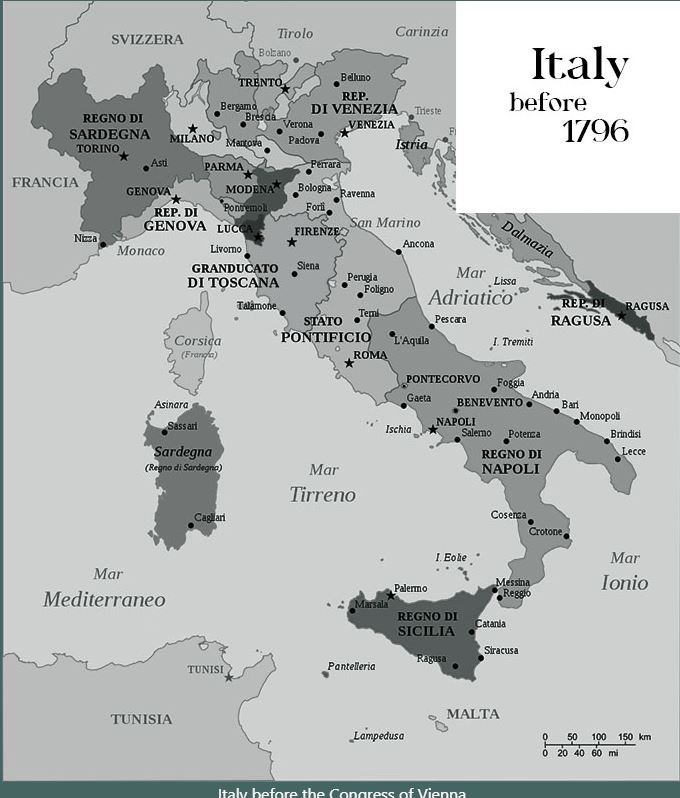 Italy
before
1796
SVIZZERA
Tirolo
Carinzia
Bolzano
TRENTO
Belluno
REP.
DI VENEZIA
Bergamo
Brescia
Verona
VENEZIA
Trieste
MILANO
Mantova
Padova
Istria
REGNO DI
SARDEGNA
TORINO
Asti
FRANCIA
PARMA
MODENA
Ferrara
Bologna
Ravenna
Forlì
GENOVA
REP. DI
GENOVA
Pontremoli
LUCCA
FIRENZE
San Marino
Nizza
Monaco
Livorno
Ancona
Dalmazia
GRANDUCATO
DI TOSCANA
Siena
Perugia
Foligno
Mar
Adriatico
Lissa
REP. DI
RAGUSA
RAGUSA
Talamone
STATO
PONTIFICIO
Terni
Pescara
L'Aquila
I. Tremiti
ROMA
Corsica
(Francia)
PONTECORVO
Foggia
Gaeta
BENEVENTO
Andria
Bari
Monopoli
Asinara
Sassari
Ischia
NAPOLI
Salerno
Potenza
Brindisi
Lecce
Sardegna
(Regno di Sardegna)
REGNO DI
NAPOLI
Mar
Tirreno
Cagliari
Cosenza
Crotone
Mar
Mediterraneo
I. Eolie
Mar
Ionio
Palermo
Messina
Reggio
Marsala
REGNO DI
SICILIA
Catania
Siracusa
Ragusa
TUNISI
Pantelleria
TUNISIA
MALTA
Lampedusa
0 50 100 150 km
0 20 40 60 mi
Italy before the Congress of Vienna